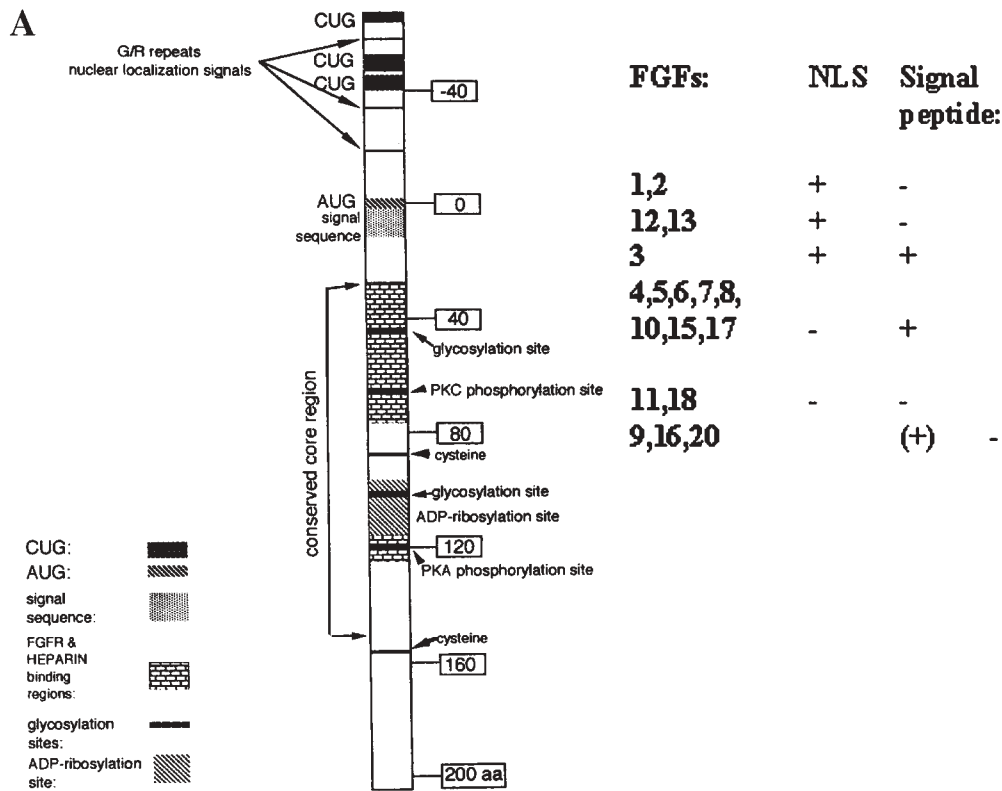 A
CUG
G/R repeats
nuclear localization signals
CUG
CUG
-40
AUG
0
signal
sequence
40
glycosylation site
PKC phosphorylation site
conserved core region
80
cysteine
glycosylation site
ADP-ribosylation site
120
PKA phosphorylation site
cysteine
160
200 aa
CUG:
AUG:
signal
sequence:
FGFR &
HEPARIN
binding
regions:
glycosylation
sites:
ADP-ribosylation
site:
FGFs: NLS Signal
peptide:
1,2 + -
12,13 + -
3 + +
4,5,6,7,8,
10,15,17 - +
11,18 - -
9,16,20 (+) -